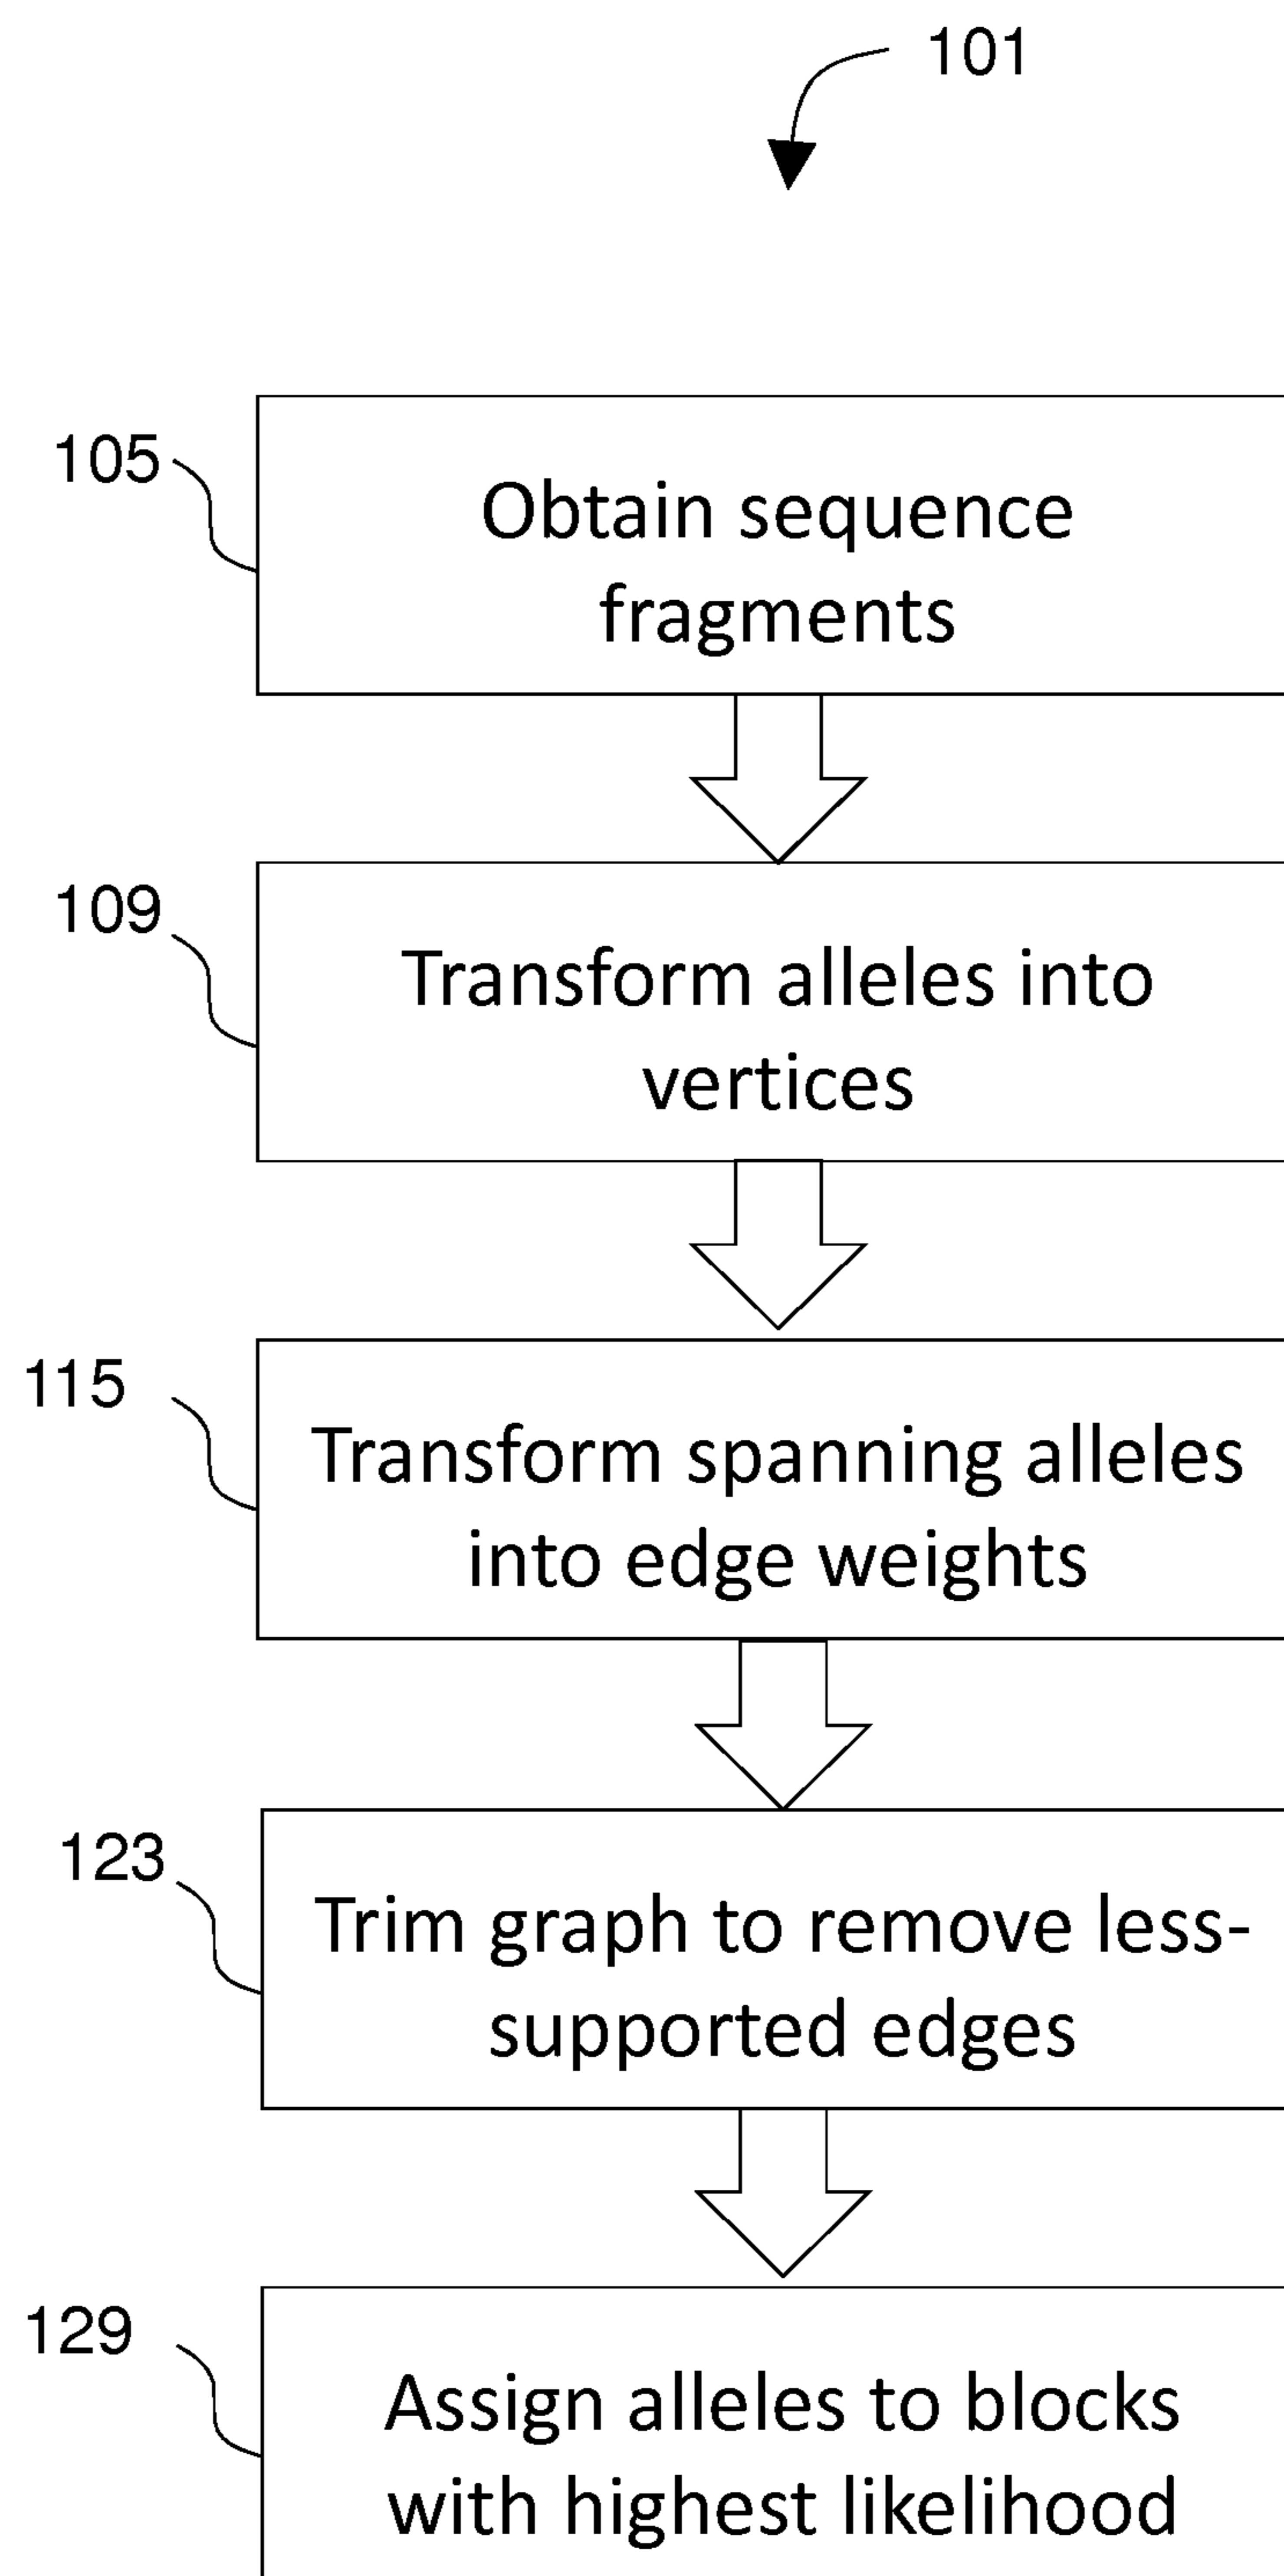 101
105
Obtain sequence
fragments
109
Transform alleles into
vertices
115
Transform spanning alleles
into edge weights
123
Trim graph to remove less-
supported edges
129
Assign alleles to blocks
with highest likelihood